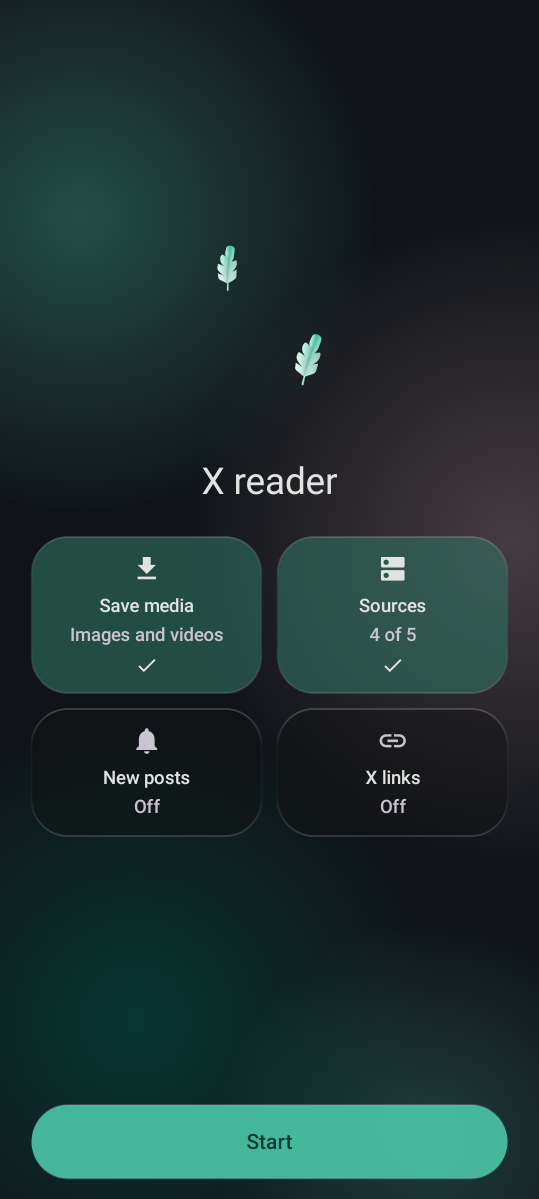 X reader
Save media
Images and videos
Sources
4 of 5
New posts
Off
X links
Off
Start